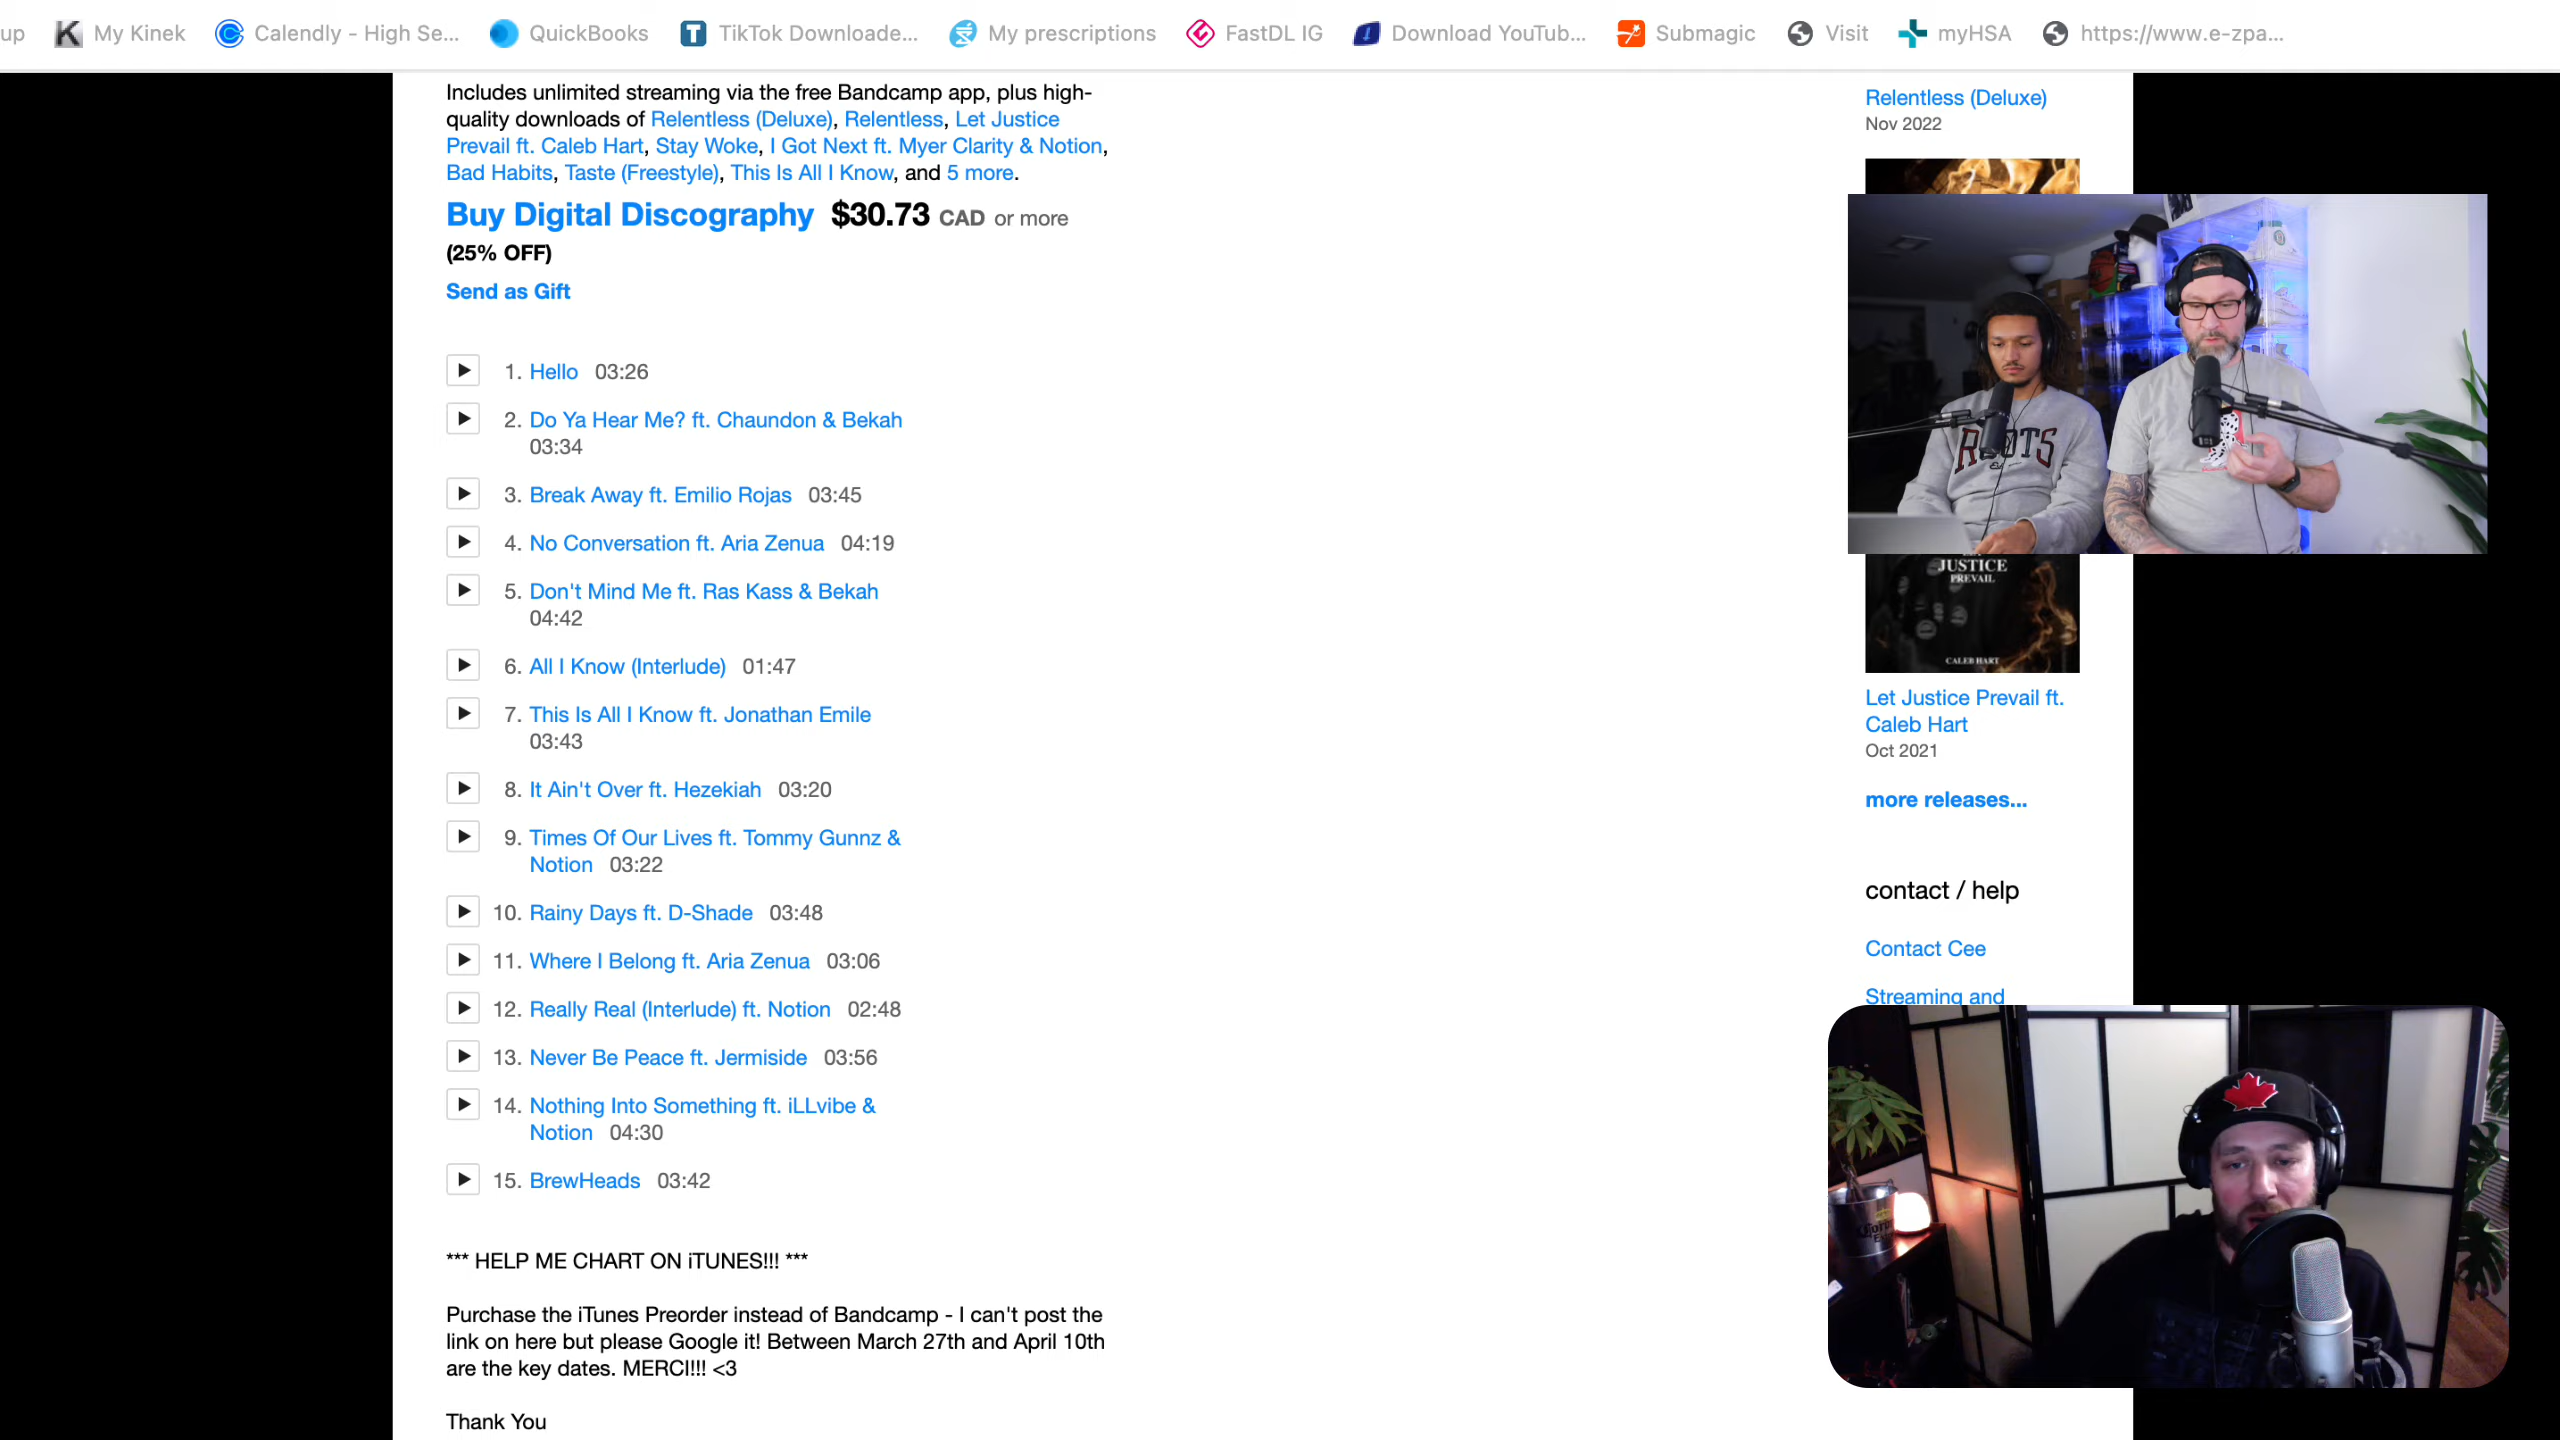 up
My Kinek
Calendly - High Se...
QuickBooks
TikTok Downloade...
My prescriptions
FastDL IG
Download YouTub...
Submagic
Visit
myHSA
https://www.e-zpa...
Includes unlimited streaming via the free Bandcamp app, plus high-
quality downloads of Relentless (Deluxe), Relentless, Let Justice
Prevail ft. Caleb Hart, Stay Woke, I Got Next ft. Myer Clarity & Notion,
Bad Habits, Taste (Freestyle), This Is All I Know, and 5 more.
Buy Digital Discography $30.73 CAD or more
(25% OFF)
Send as Gift
1. Hello 03:26
2. Do Ya Hear Me? ft. Chaundon & Bekah
03:34
3. Break Away ft. Emilio Rojas 03:45
4. No Conversation ft. Aria Zenua 04:19
5. Don't Mind Me ft. Ras Kass & Bekah
04:42
6. All I Know (Interlude) 01:47
7. This Is All I Know ft. Jonathan Emile
03:43
8. It Ain't Over ft. Hezekiah 03:20
9. Times Of Our Lives ft. Tommy Gunnz &
Notion 03:22
10. Rainy Days ft. D-Shade 03:48
11. Where I Belong ft. Aria Zenua 03:06
12. Really Real (Interlude) ft. Notion 02:48
13. Never Be Peace ft. Jermiside 03:56
14. Nothing Into Something ft. iLLvibe &
Notion 04:30
15. BrewHeads 03:42
*** HELP ME CHART ON iTUNES!!! ***
Purchase the iTunes Preorder instead of Bandcamp - I can't post the
link on here but please Google it! Between March 27th and April 10th
are the key dates. MERCI!!! <3
Thank You
Relentless (Deluxe)
Nov 2022
ROOTS
JUSTICE
PREVAIL
CALEB HART
Let Justice Prevail ft.
Caleb Hart
Oct 2021
more releases...
contact / help
Contact Cee
Streaming and